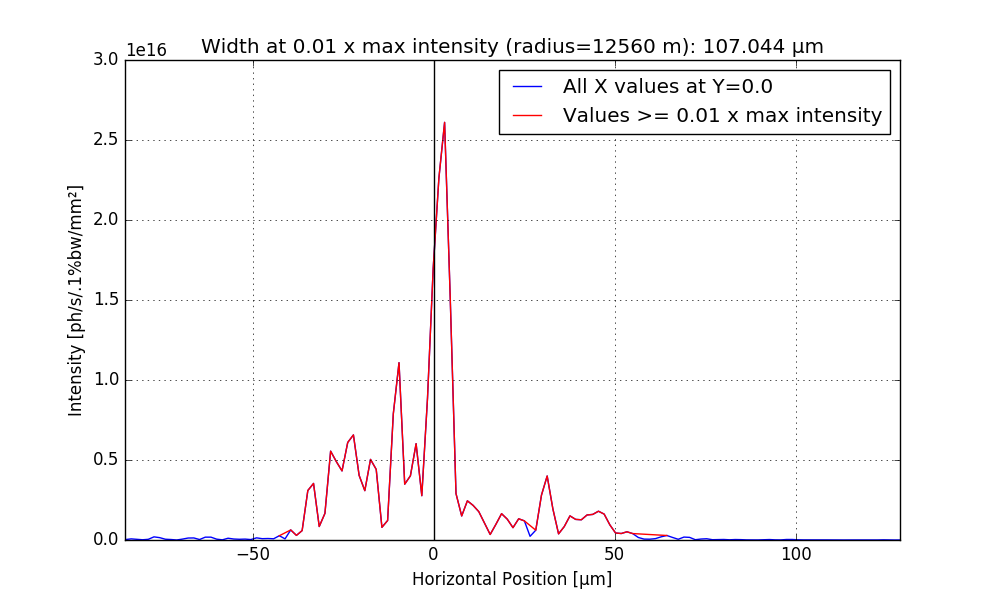 Width at 0.01 x max intensity (radius=12560 m): 107.044 µm
1e16
All X values at Y=0.0
Values >= 0.01 x max intensity
3.0
2.5
2.0
1.5
1.0
0.5
0.0
Intensity [ph/s/.1%bw/mm²]
−50
0
50
100
Horizontal Position [µm]